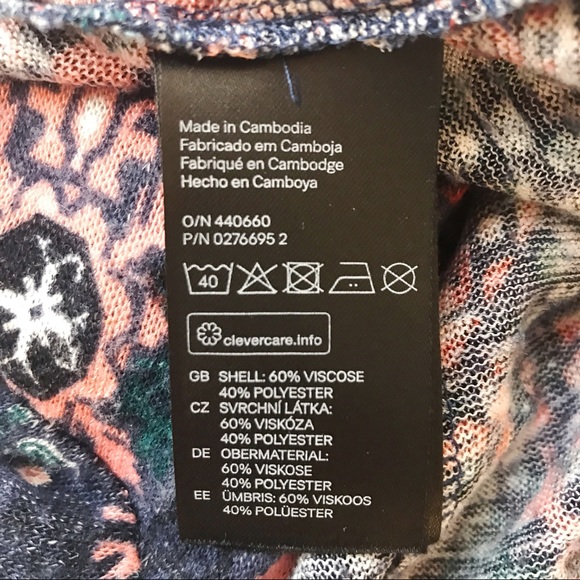 Made in Cambodia
Fabricado em Camboja
Fabriqué en Cambodge
Hecho en Camboya
O/N 440660
P/N 0276695 2
40
clevercare.info
GB SHELL: 60% VISCOSE
40% POLYESTER
CZ SVRCHNÍ LÁTKA:
60% VISKÓZA
40% POLYESTER
DE OBERMATERIAL:
60% VISKOSE
40% POLYESTER
EE ÜMBRIS: 60% VISKOOS
40% POLÜESTER